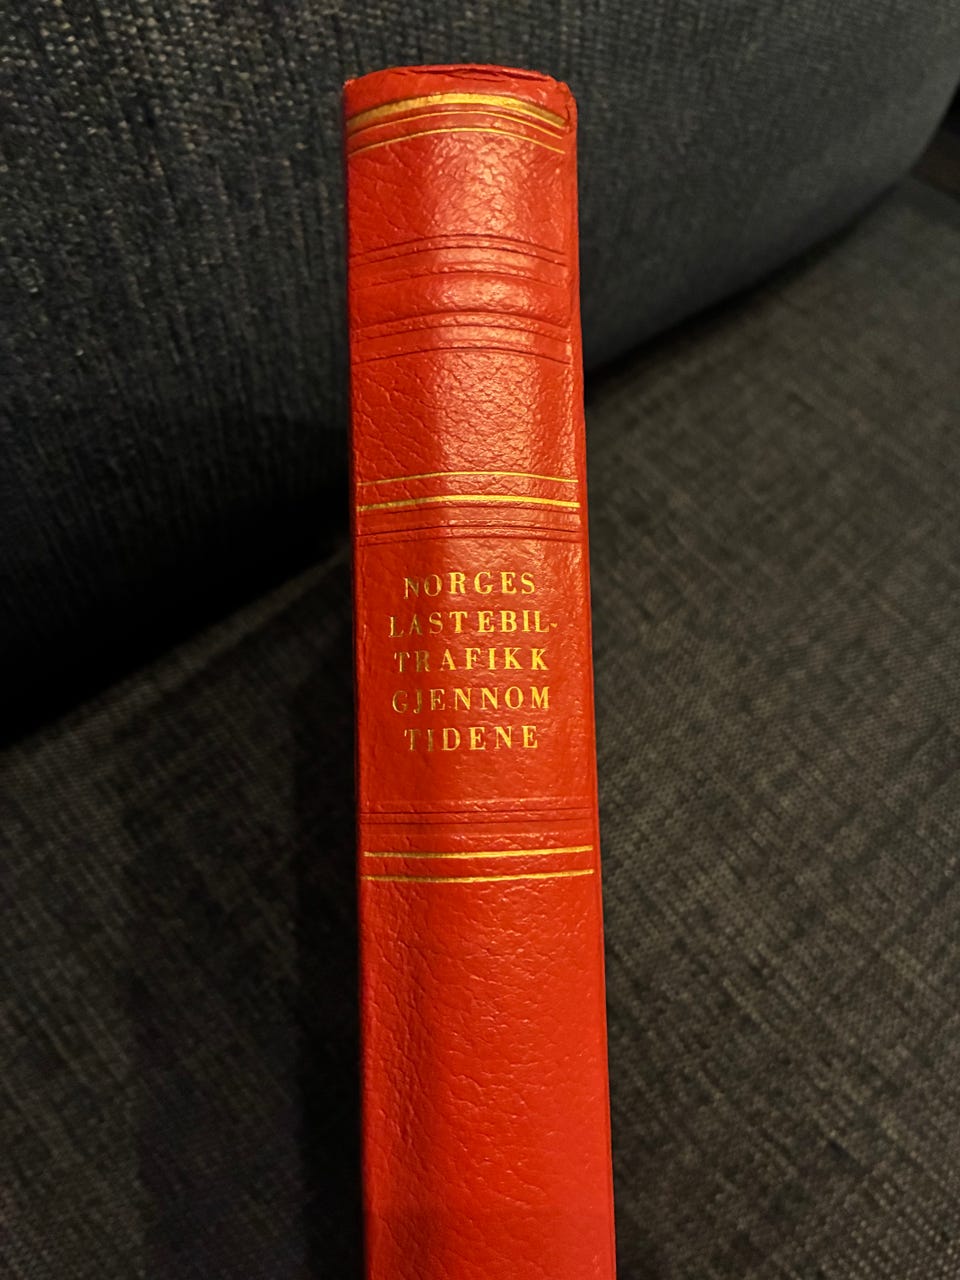 NORGES
LASTEBIL-
TRAFIKK
GJENNOM
TIDENE